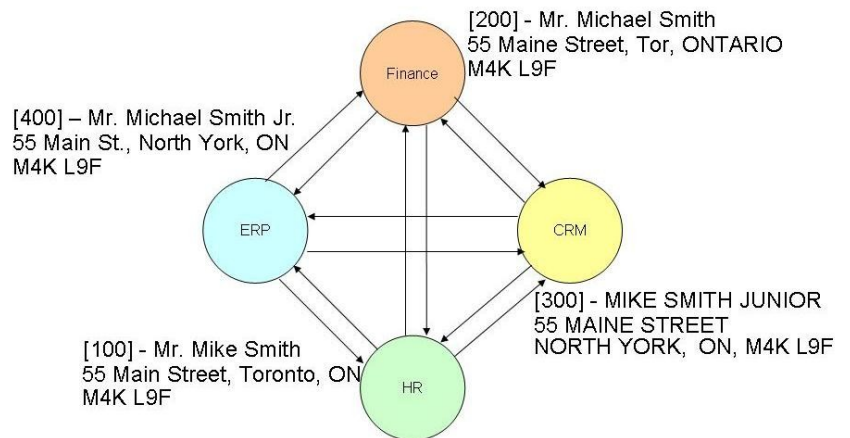 [200] - Mr. Michael Smith
55 Maine Street, Tor, ONTARIO
M4K L9F
Finance
[400] – Mr. Michael Smith Jr.
55 Main St., North York, ON
M4K L9F
ERP
CRM
[300] - MIKE SMITH JUNIOR
55 MAINE STREET
NORTH YORK, ON, M4K L9F
[100] - Mr. Mike Smith
55 Main Street, Toronto, ON
M4K L9F
HR